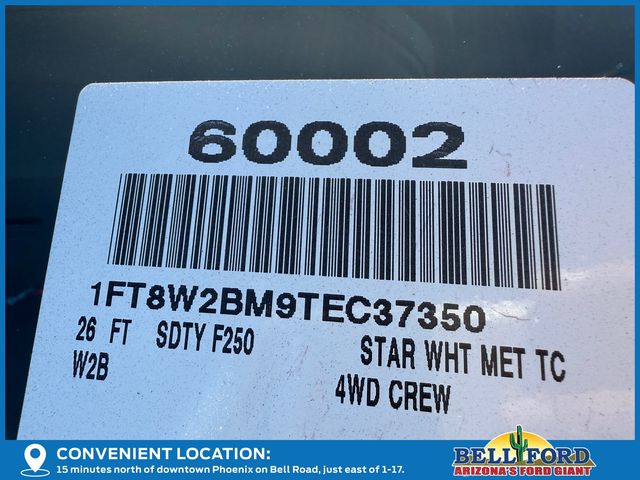 60002
1FT8W2BM9TEC37350
26 FT SDTY F250 STAR WHT MET TC
W2B 4WD CREW
CONVENIENT LOCATION:
15 minutes north of downtown Phoenix on Bell Road, just east of 1-17.
BELL FORD
ARIZONA'S FORD GIANT